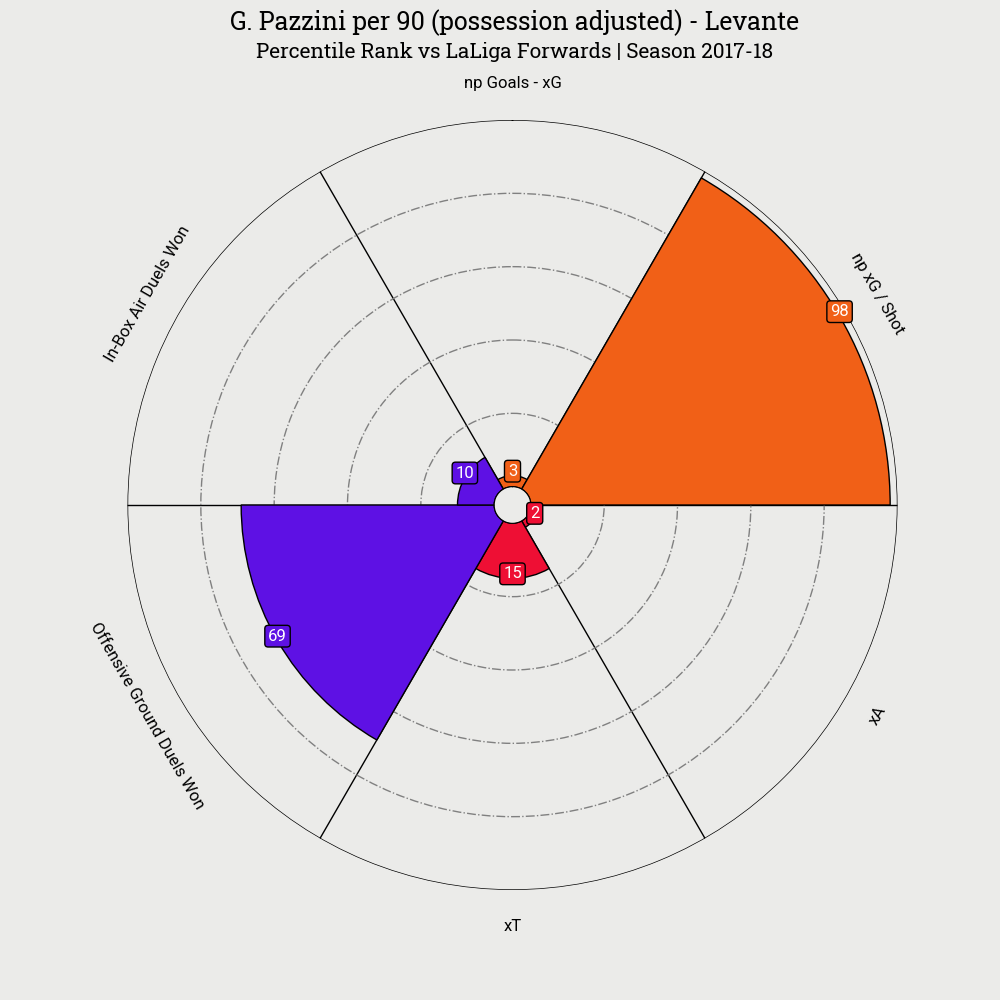 G. Pazzini per 90 (possession adjusted) - Levante
Percentile Rank vs LaLiga Forwards | Season 2017-18
np Goals - xG
np xG / Shot
In-Box Air Duels Won
98
3
10
2
15
69
Offensive Ground Duels Won
xA
xT